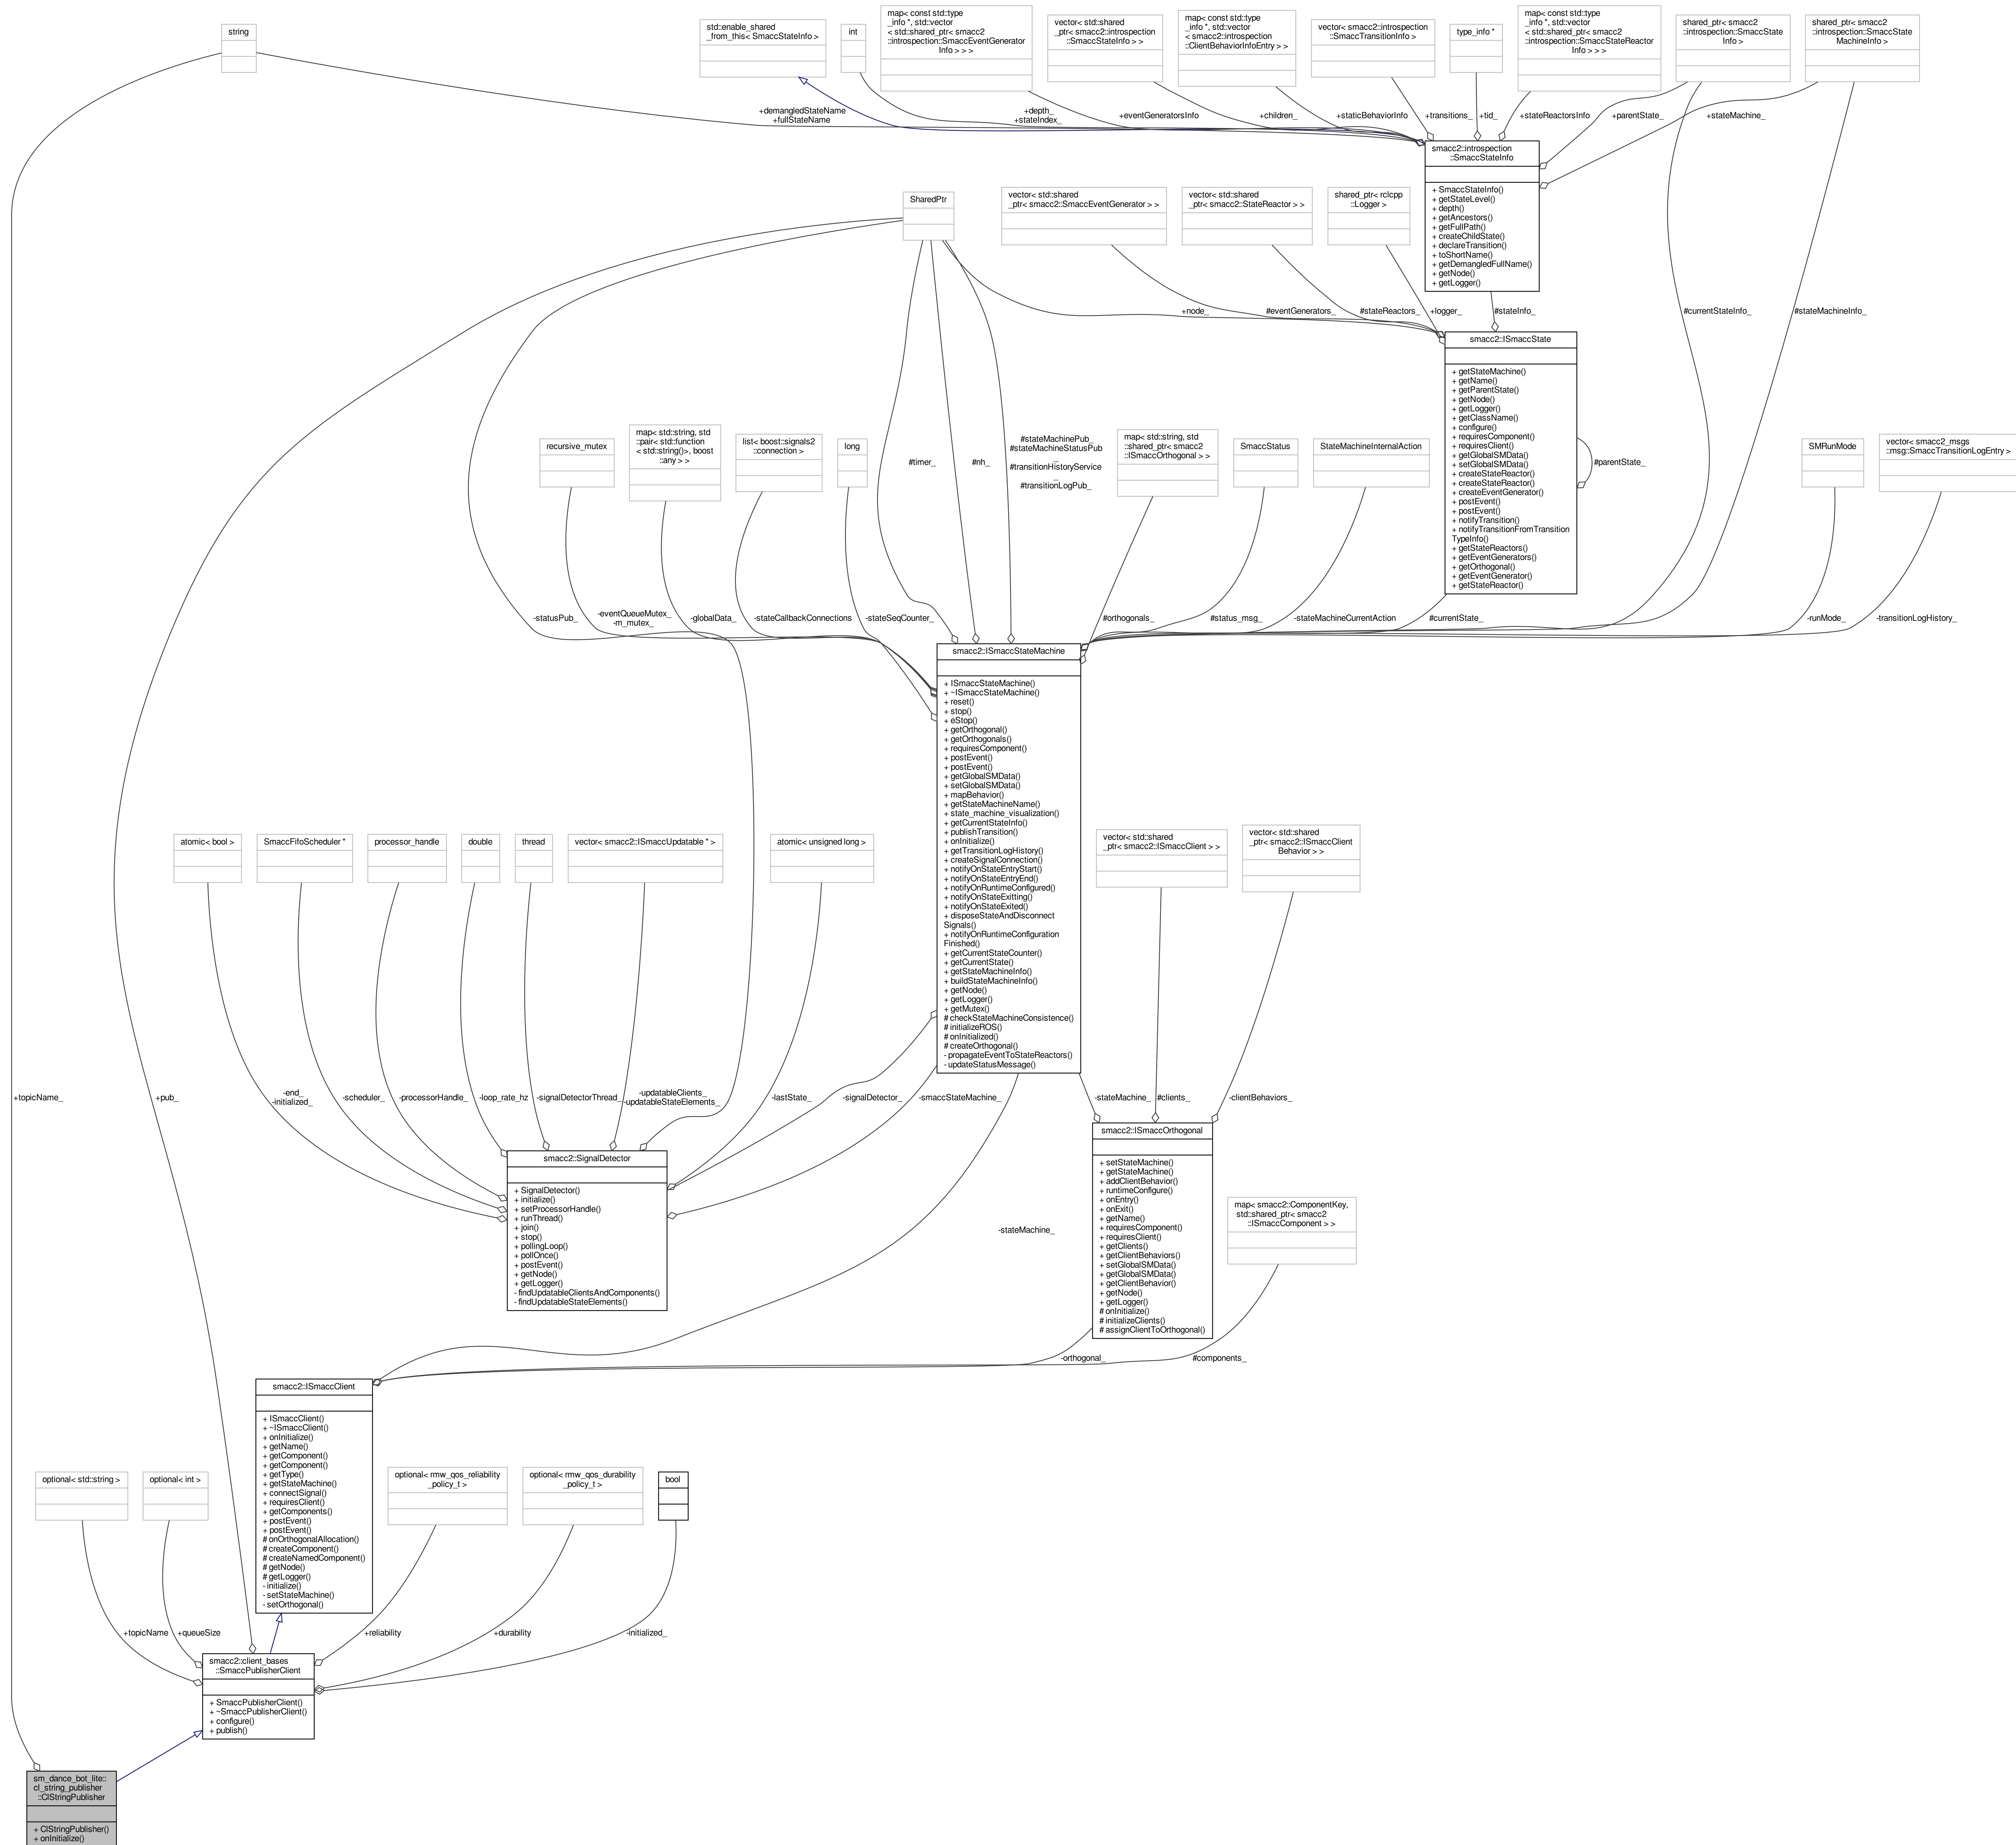 string
std::enable_shared
_from_this< SmaccStateInfo >
int
map< const std::type
_info *, std::vector
< std::shared_ptr< smacc2
::introspection::SmaccEventGenerator
Info > > >
vector< std::shared
_ptr< smacc2::introspection
::SmaccStateInfo > >
map< const std::type
_info *, std::vector
< smacc2::introspection
::ClientBehaviorInfoEntry > >
vector< smacc2::introspection
::SmaccTransitionInfo >
type_info *
map< const std::type
_info *, std::vector
< std::shared_ptr< smacc2
::introspection::SmaccStateReactor
Info > > >
shared_ptr< smacc2
::introspection::SmaccState
Info >
shared_ptr< smacc2
::introspection::SmaccState
MachineInfo >
+demangledStateName
+fullStateName
+depth_
+stateIndex_
+eventGeneratorsInfo
+children_
+staticBehaviorInfo
+transitions_
+tid_
+stateReactorsInfo
+parentState_
+stateMachine_
smacc2::introspection
::SmaccStateInfo
+ SmaccStateInfo()
+ getStateLevel()
+ depth()
+ getAncestors()
+ getFullPath()
+ createChildState()
+ declareTransition()
+ toShortName()
+ getDemangledFullName()
+ getNode()
+ getLogger()
SharedPtr
vector< std::shared
_ptr< smacc2::SmaccEventGenerator > >
vector< std::shared
_ptr< smacc2::StateReactor > >
shared_ptr< rclcpp
::Logger >
+node_
#eventGenerators_
#stateReactors_
+logger_
#stateInfo_
#currentStateInfo_
#stateMachineInfo_
smacc2::ISmaccState
+ getStateMachine()
+ getName()
+ getParentState()
+ getNode()
+ getLogger()
+ getClassName()
+ configure()
+ requiresComponent()
+ requiresClient()
+ getGlobalSMData()
+ setGlobalSMData()
+ createStateReactor()
+ createStateReactor()
+ createEventGenerator()
+ postEvent()
+ postEvent()
+ notifyTransition()
+ notifyTransitionFromTransition
TypeInfo()
+ getStateReactors()
+ getEventGenerators()
+ getOrthogonal()
+ getEventGenerator()
+ getStateReactor()
#parentState_
recursive_mutex
map< std::string, std
::pair< std::function
< std::string()>, boost
::any > >
list< boost::signals2
::connection >
long
#timer_
#nh_
#stateMachinePub_
#stateMachineStatusPub
_
#transitionHistoryService
_
#transitionLogPub_
map< std::string, std
::shared_ptr< smacc2
::ISmaccOrthogonal > >
SmaccStatus
StateMachineInternalAction
SMRunMode
vector< smacc2_msgs
::msg::SmaccTransitionLogEntry >
-statusPub_
-eventQueueMutex_
-m_mutex_
-globalData_
-stateCallbackConnections
-stateSeqCounter_
#orthogonals_
#status_msg_
-stateMachineCurrentAction
#currentState_
-runMode_
-transitionLogHistory_
smacc2::ISmaccStateMachine
+ ISmaccStateMachine()
+ ~ISmaccStateMachine()
+ reset()
+ stop()
+ eStop()
+ getOrthogonal()
+ getOrthogonals()
+ requiresComponent()
+ postEvent()
+ postEvent()
+ getGlobalSMData()
+ setGlobalSMData()
+ mapBehavior()
+ getStateMachineName()
+ state_machine_visualization()
+ getCurrentStateInfo()
+ publishTransition()
+ onInitialize()
+ getTransitionLogHistory()
+ createSignalConnection()
+ notifyOnStateEntryStart()
+ notifyOnStateEntryEnd()
+ notifyOnRuntimeConfigured()
+ notifyOnStateExitting()
+ notifyOnStateExited()
+ disposeStateAndDisconnect
Signals()
+ notifyOnRuntimeConfiguration
Finished()
+ getCurrentStateCounter()
+ getCurrentState()
+ getStateMachineInfo()
+ buildStateMachineInfo()
+ getNode()
+ getLogger()
+ getMutex()
# checkStateMachineConsistence()
# initializeROS()
# onInitialized()
# createOrthogonal()
- propagateEventToStateReactors()
- updateStatusMessage()
atomic< bool >
SmaccFifoScheduler *
processor_handle
double
thread
vector< smacc2::ISmaccUpdatable * >
atomic< unsigned long >
vector< std::shared
_ptr< smacc2::ISmaccClient > >
vector< std::shared
_ptr< smacc2::ISmaccClient
Behavior > >
+topicName_
+pub_
-end_
-initialized_
-scheduler_
-processorHandle_
-loop_rate_hz
-signalDetectorThread_
-updatableClients_
-updatableStateElements_
-lastState_
-signalDetector_
-smaccStateMachine_
-stateMachine_
#clients_
-clientBehaviors_
smacc2::SignalDetector
+ SignalDetector()
+ initialize()
+ setProcessorHandle()
+ runThread()
+ join()
+ stop()
+ pollingLoop()
+ pollOnce()
+ postEvent()
+ getNode()
+ getLogger()
- findUpdatableClientsAndComponents()
- findUpdatableStateElements()
smacc2::ISmaccOrthogonal
+ setStateMachine()
+ getStateMachine()
+ addClientBehavior()
+ runtimeConfigure()
+ onEntry()
+ onExit()
+ getName()
+ requiresComponent()
+ requiresClient()
+ getClients()
+ getClientBehaviors()
+ setGlobalSMData()
+ getGlobalSMData()
+ getClientBehavior()
+ getNode()
+ getLogger()
# onInitialize()
# initializeClients()
# assignClientToOrthogonal()
map< smacc2::ComponentKey,
std::shared_ptr< smacc2
::ISmaccComponent > >
-stateMachine_
-orthogonal_
#components_
smacc2::ISmaccClient
+ ISmaccClient()
+ ~ISmaccClient()
+ onInitialize()
+ getName()
+ getComponent()
+ getComponent()
+ getType()
+ getStateMachine()
+ connectSignal()
+ requiresClient()
+ getComponents()
+ postEvent()
+ postEvent()
# onOrthogonalAllocation()
# createComponent()
# createNamedComponent()
# getNode()
# getLogger()
- initialize()
- setStateMachine()
- setOrthogonal()
optional< std::string >
optional< int >
optional< rmw_qos_reliability
_policy_t >
optional< rmw_qos_durability
_policy_t >
bool
+topicName
+queueSize
+reliability
+durability
-initialized_
smacc2::client_bases
::SmaccPublisherClient
+ SmaccPublisherClient()
+ ~SmaccPublisherClient()
+ configure()
+ publish()
sm_dance_bot_lite::
cl_string_publisher
::ClStringPublisher
+ ClStringPublisher()
+ onInitialize()